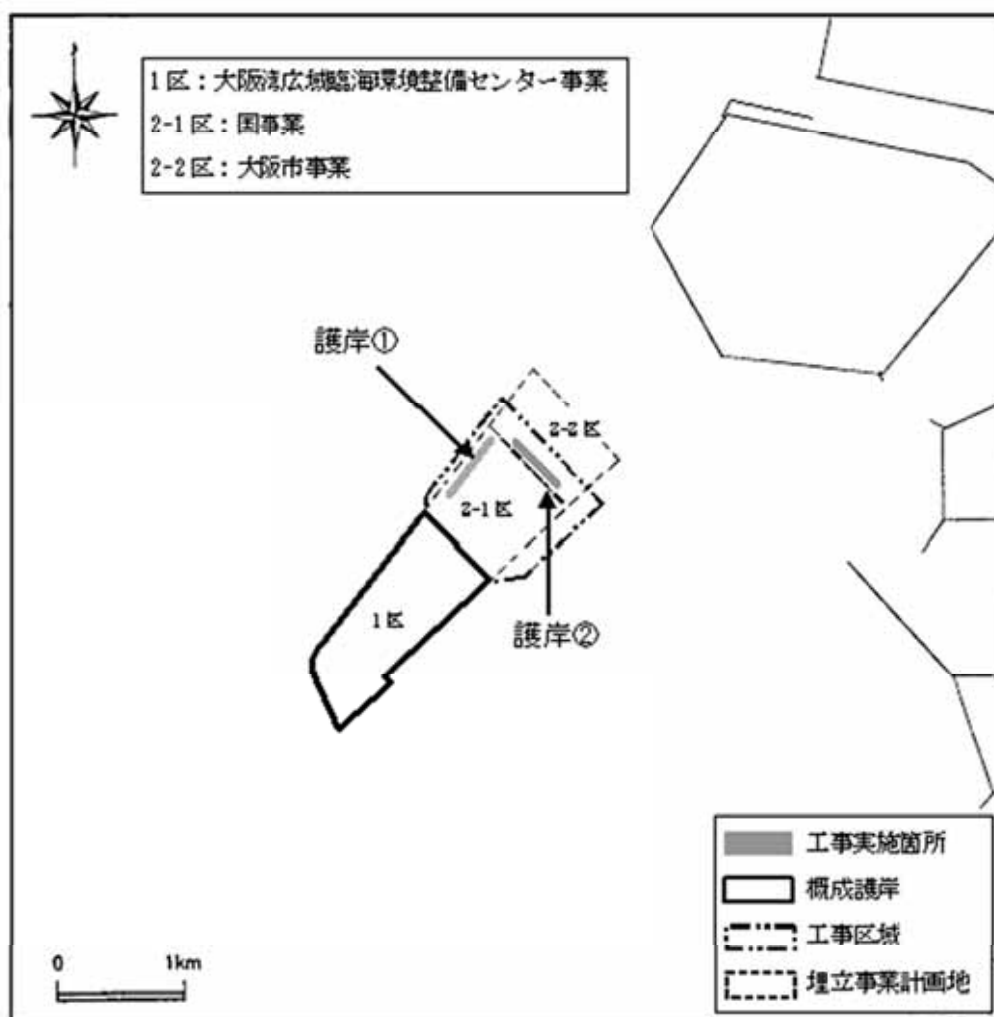 1区：大阪湾広域臨海環境整備センター事業
2-1区：国事業
2-2区：大阪市事業
護岸①
2-2区
2-1区
1区
護岸②
工事実施箇所
概成護岸
工事区域
埋立事業計画地
0 1km